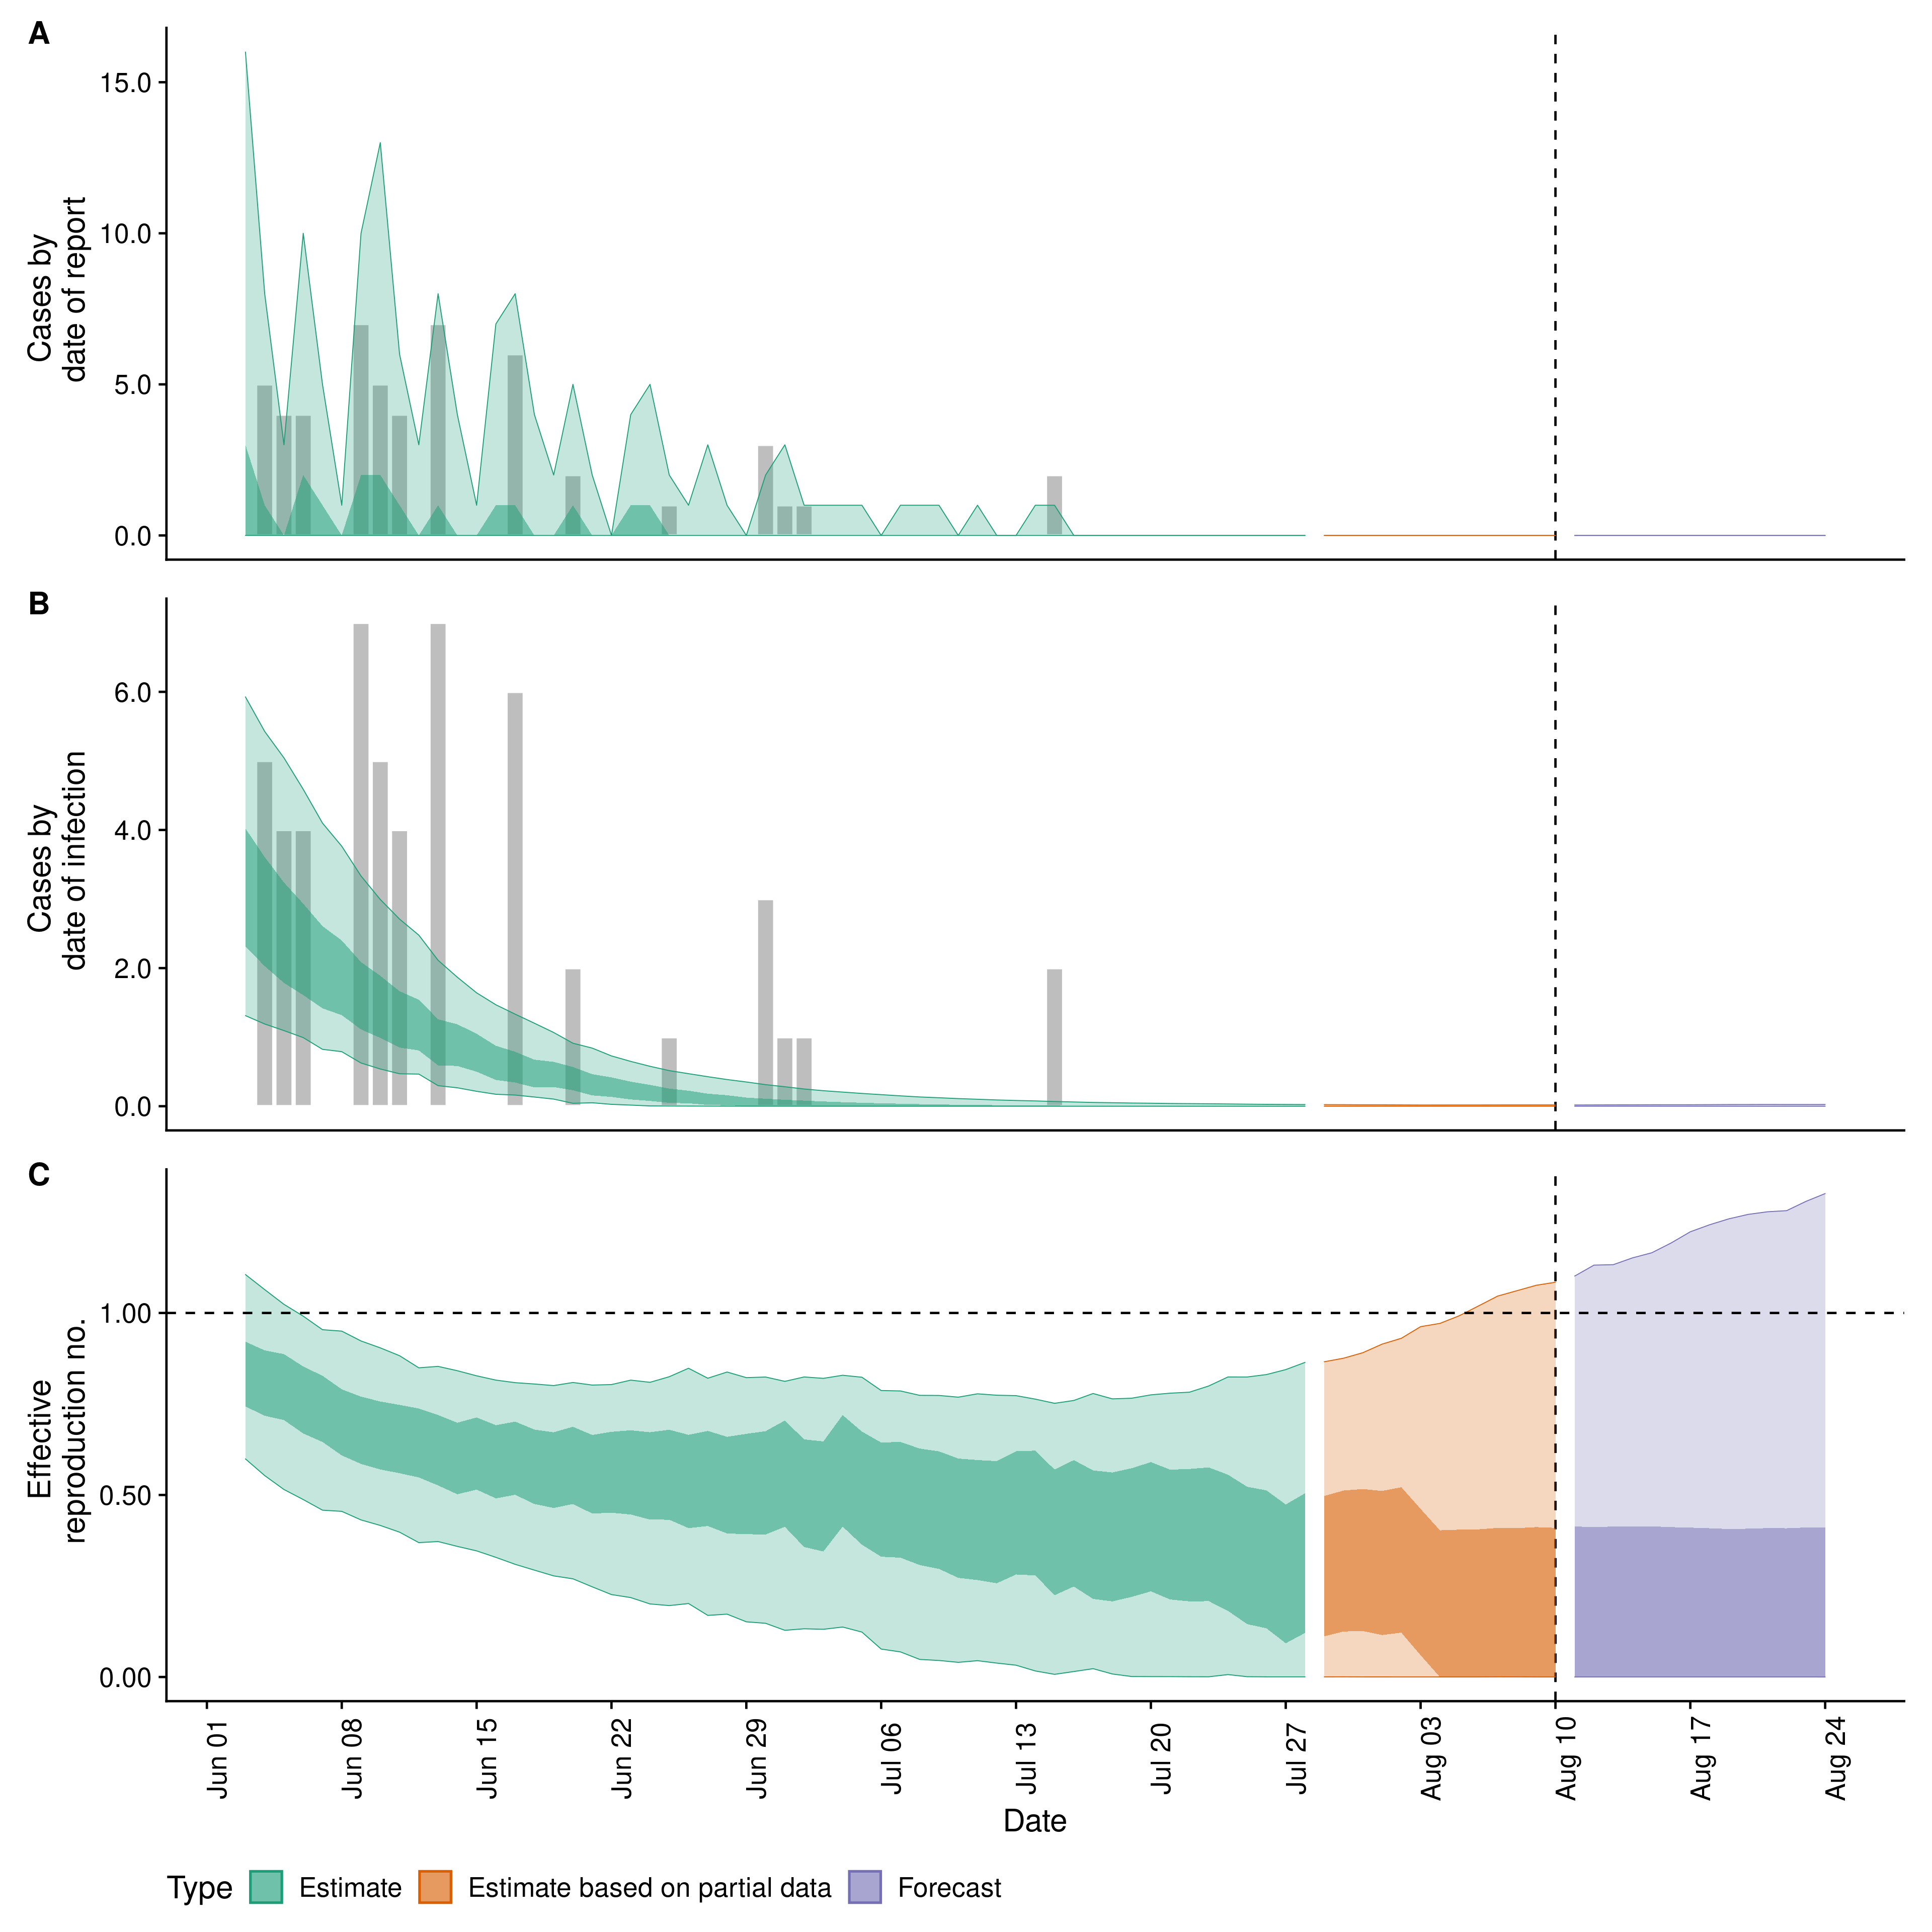 A
Cases by
date of report
15.0
10.0
5.0
0.0
B
Cases by
date of infection
6.0
4.0
2.0
0.0
C
Effective
reproduction no.
1.00
0.50
0.00
Jun 01
Jun 08
Jun 15
Jun 22
Jun 29
Jul 06
Jul 13
Jul 20
Jul 27
Aug 03
Aug 10
Aug 17
Aug 24
Date
Type Estimate Estimate based on partial data Forecast